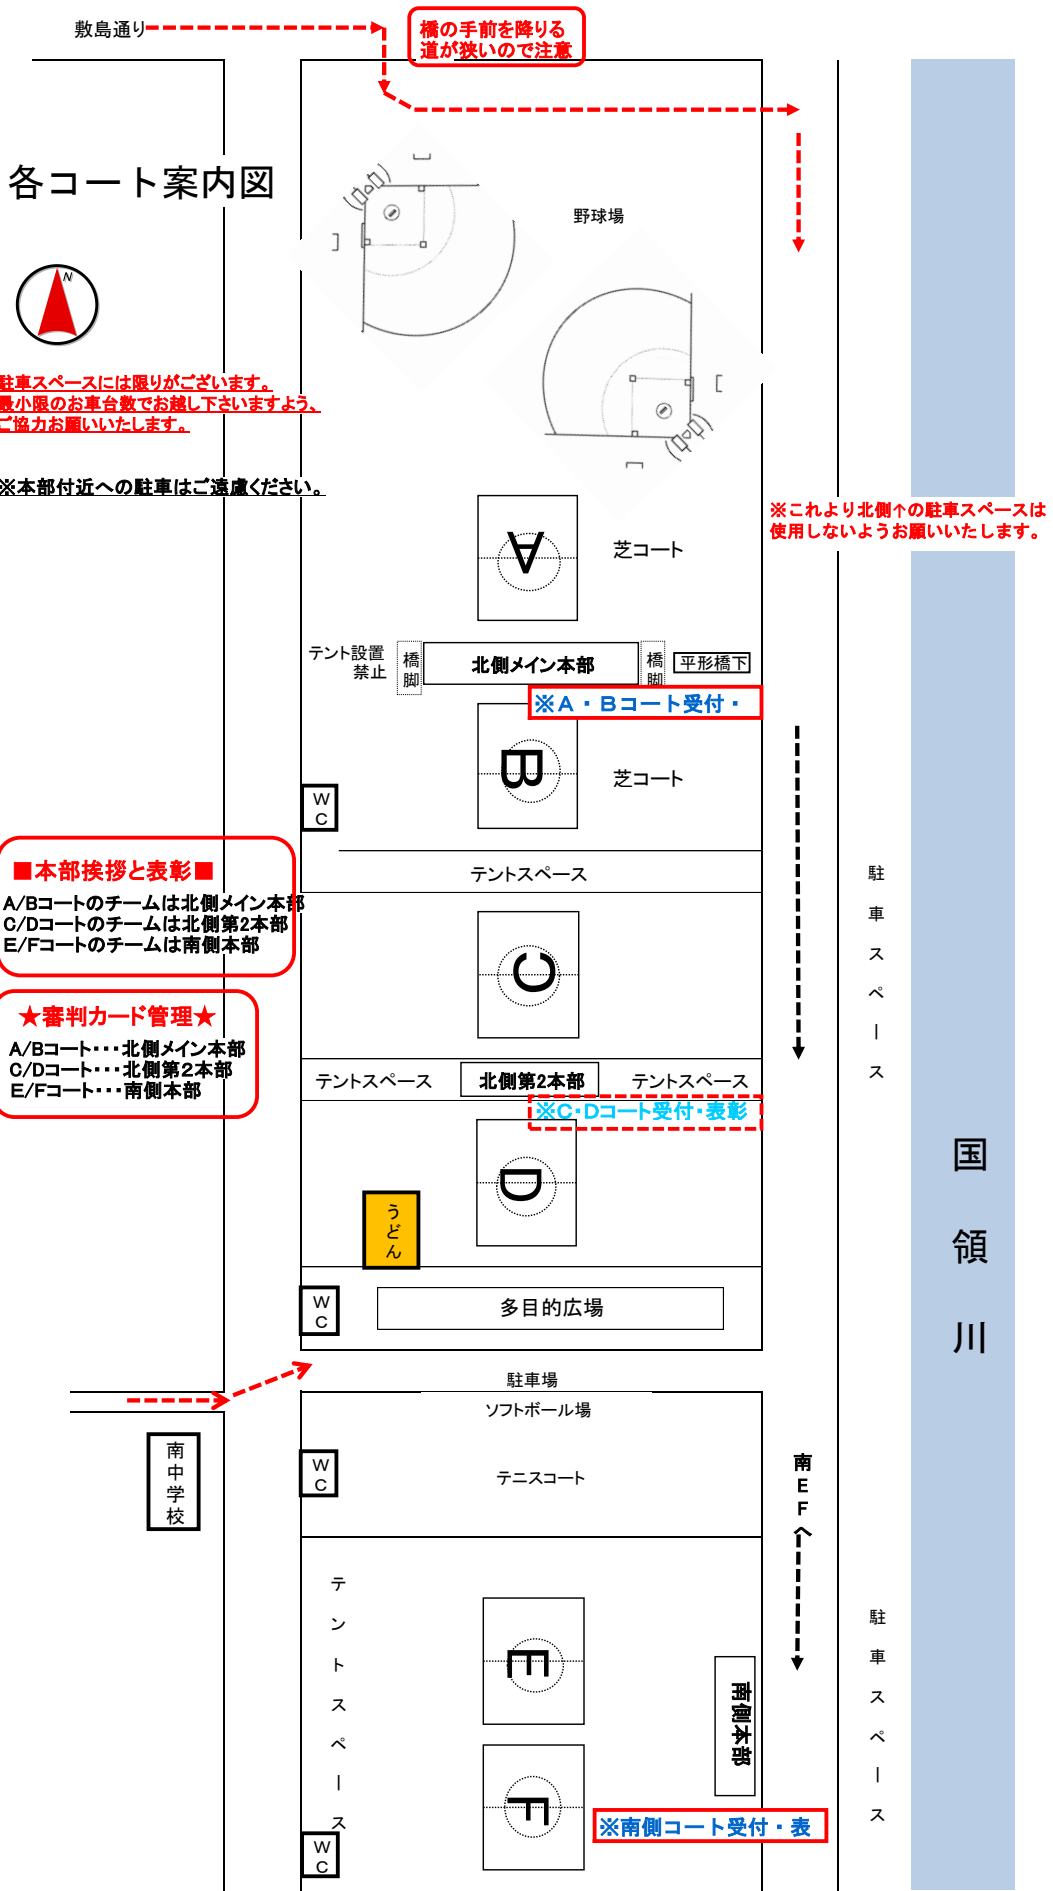 敷島通り
橋の手前を降りる
道が狭いので注意
各コート案内図
N
野球場
駐車スペースには限りがございます。
最小限のお車台数でお越し下さいますよう、
ご協力お願いいたします。
※本部付近への駐車はご遠慮ください。
※これより北側↑の駐車スペースは
使用しないようお願いいたします。
A
芝コート
テント設置
禁止
橋脚
北側メイン本部
橋脚
平形橋下
※A・Bコート受付・
B
芝コート
WC
テントスペース
■本部挨拶と表彰■
A/Bコートのチームは北側メイン本部
C/Dコートのチームは北側第2本部
E/Fコートのチームは南側本部
C
駐車スペース
★審判カード管理★
A/Bコート・・・北側メイン本部
C/Dコート・・・北側第2本部
E/Fコート・・・南側本部
テントスペース
北側第2本部
テントスペース
※C・Dコート受付・表彰
D
うどん
国領川
WC
多目的広場
駐車場
ソフトボール場
南中学校
WC
テニスコート
南EFへ
テントスペース
E
駐車スペース
南側本部
F
※南側コート受付・表
WC